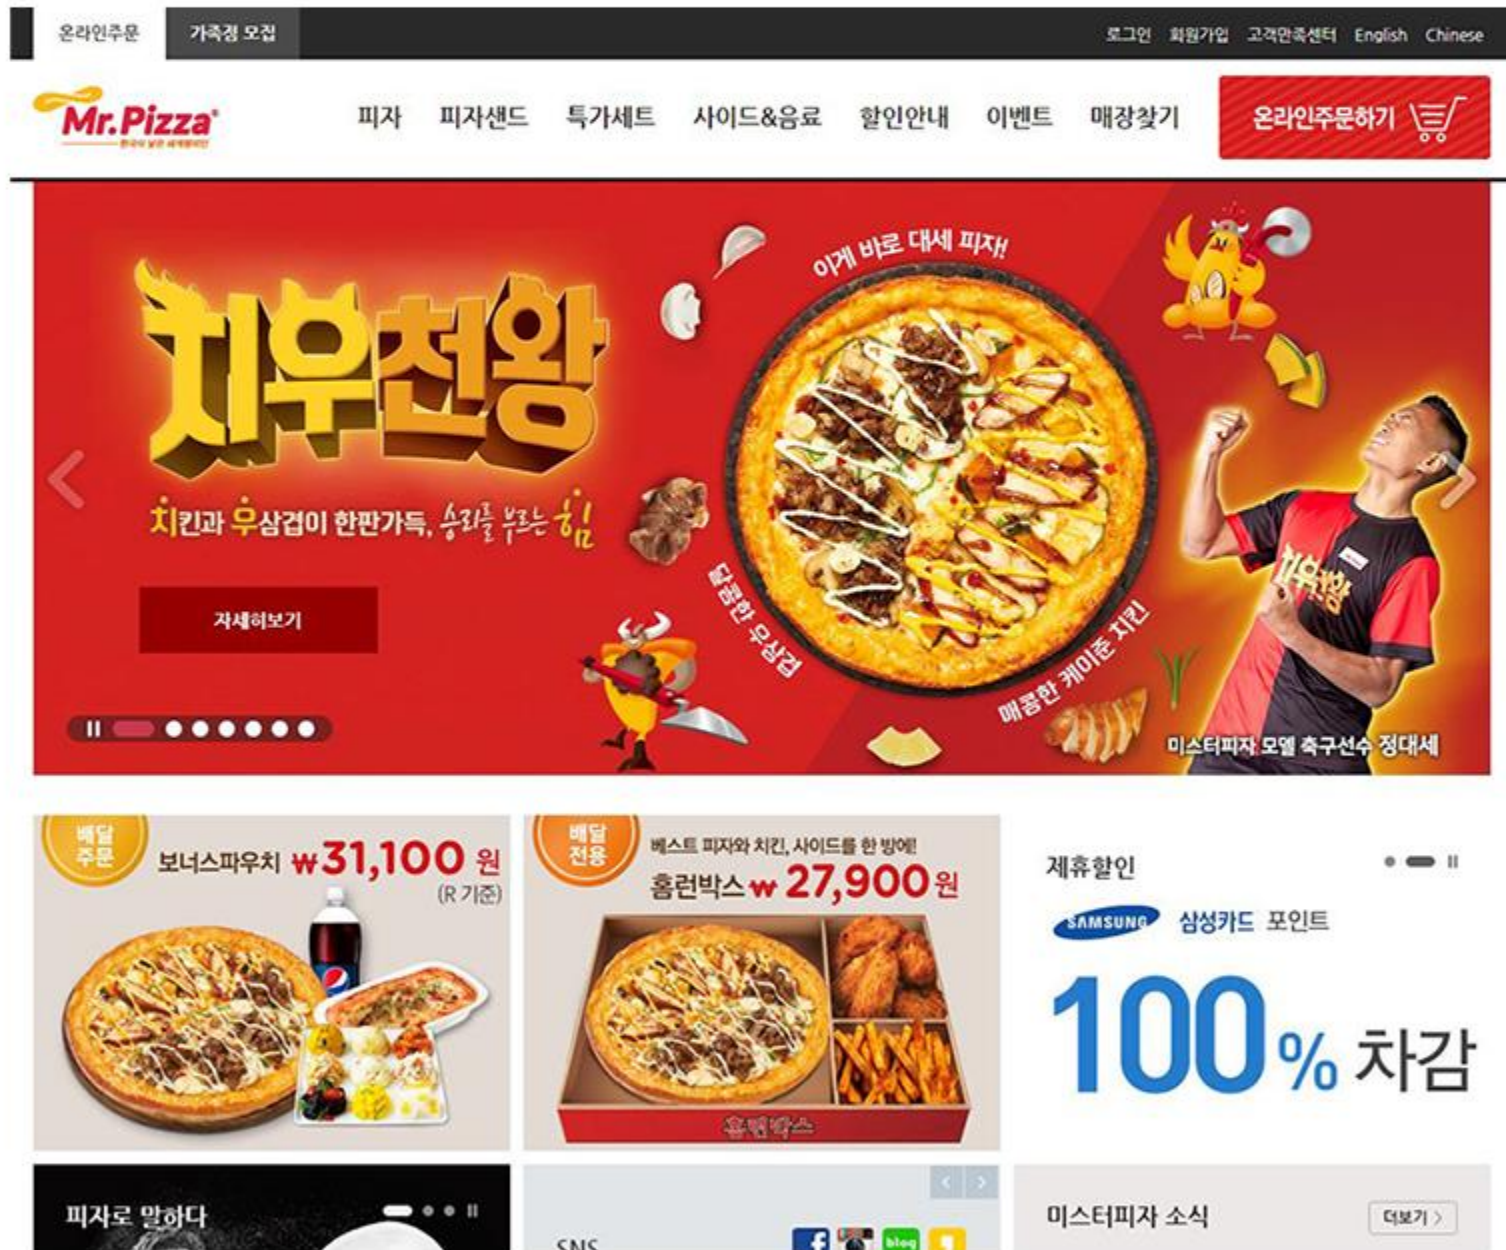 온라인주문 가족점 모집 로그인 회원가입 고객만족센터 English Chinese
Mr.Pizza
피자 피자샌드 특가세트 사이드&음료 할인안내 이벤트 매장찾기 온라인주문하기
이게 바로 대세 피자!
치우천왕
치킨과 우삼겹이 한판가득, 승리를 부르는 힘
달콤한 우삼겹
매콤한 케이준 치킨
자세히보기
치우천왕
미스터피자 모델 축구선수 정대세
배달
주문
보너스파우치 ₩31,100 원
(R 기준)
배달
전용
베스트 피자와 치킨, 사이드를 한 방에!
홈런박스 ₩ 27,900 원
홈런박스
제휴할인
SAMSUNG 삼성카드 포인트
100% 차감
피자로 말하다
SNS
f
blog
미스터피자 소식
더보기 >